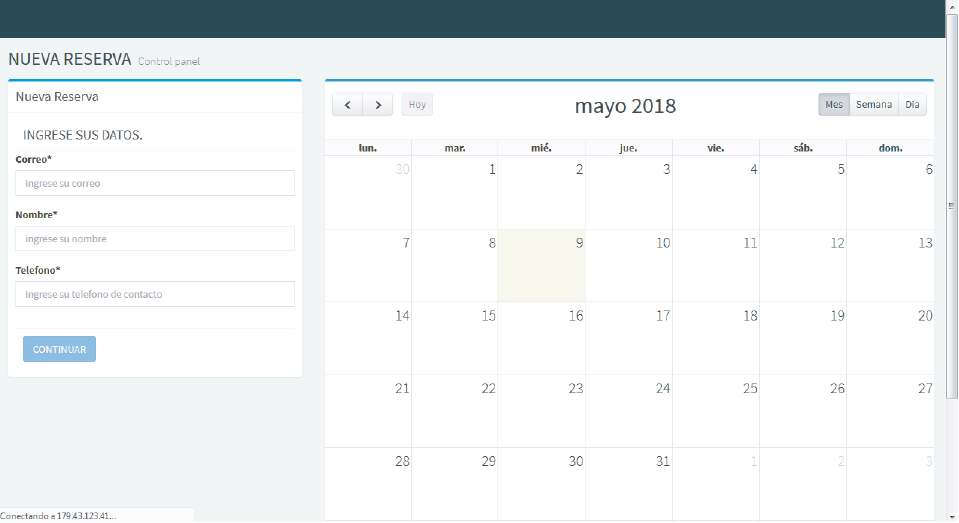 NUEVA RESERVA Control panel
Nueva Reserva
INGRESE SUS DATOS.
Correo*
Ingrese su correo
Nombre*
ingrese su nombre
Telefono*
Ingrese su telefono de contacto
CONTINUAR
Hoy mayo 2018 Mes Semana Dia
lun. mar. mié. jue. vie. sáb. dom.
30 1 2 3 4 5 6
7 8 9 10 11 12 13
14 15 16 17 18 19 20
21 22 23 24 25 26 27
28 29 30 31 1 2 3
Conectando a 179.43.123.41...